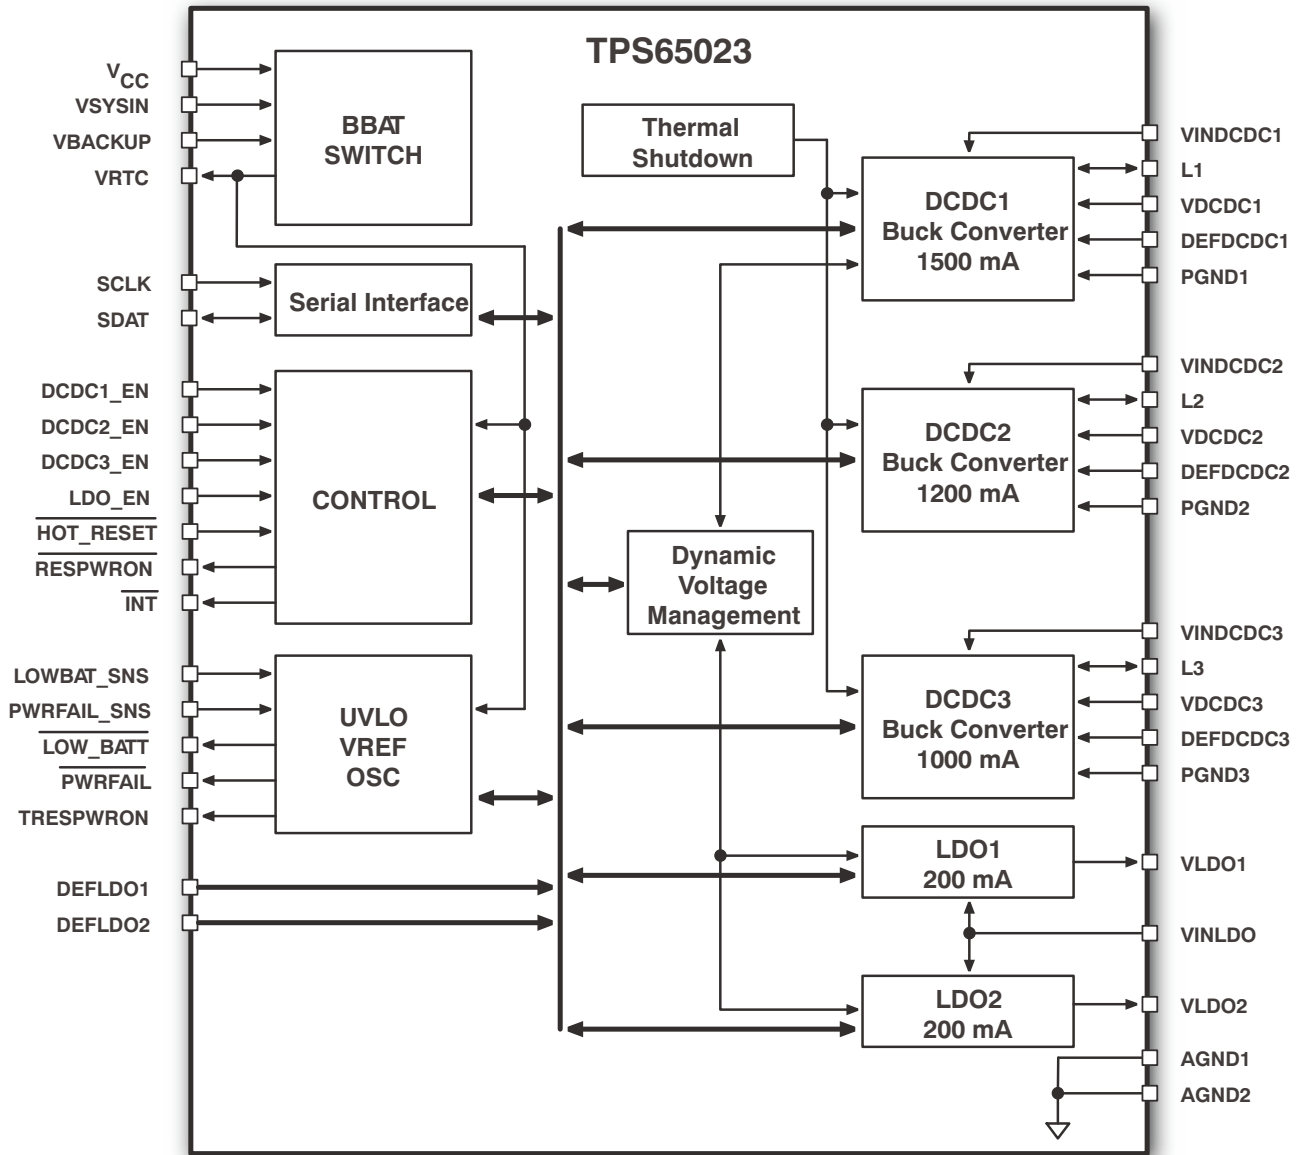 TPS65023
VCC
VSYSIN
VBACKUP
VRTC
BBAT
SWITCH
SCLK
SDAT
Serial Interface
DCDC1_EN
DCDC2_EN
DCDC3_EN
LDO_EN
HOT_RESET
RESPWRON
INT
CONTROL
LOWBAT_SNS
PWRFAIL_SNS
LOW_BATT
PWRFAIL
TRESPWRON
UVLO
VREF
OSC
DEFLDO1
DEFLDO2
Thermal
Shutdown
Dynamic
Voltage
Management
DCDC1
Buck Converter
1500 mA
VINDCDC1
L1
VDCDC1
DEFDCDC1
PGND1
DCDC2
Buck Converter
1200 mA
VINDCDC2
L2
VDCDC2
DEFDCDC2
PGND2
DCDC3
Buck Converter
1000 mA
VINDCDC3
L3
VDCDC3
DEFDCDC3
PGND3
LDO1
200 mA
VLDO1
VINLDO
LDO2
200 mA
VLDO2
AGND1
AGND2